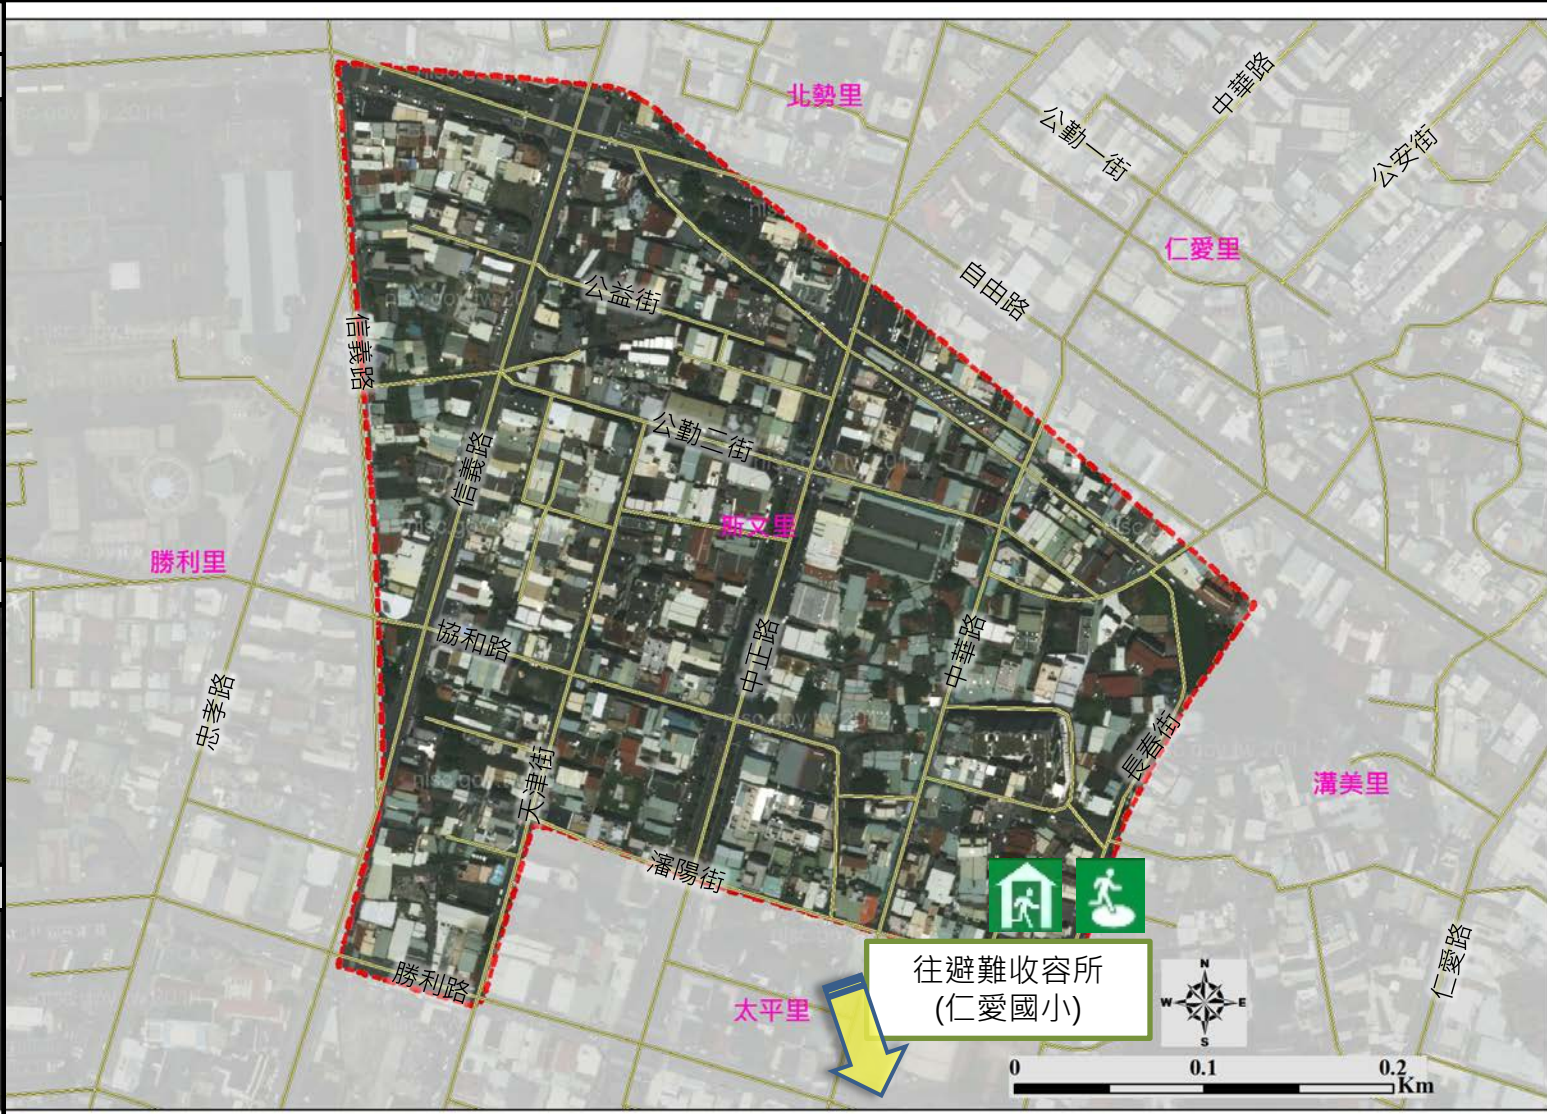 北勢里
中華路
公勤一街
公安街
仁愛里
自由路
公益街
信義路
公勤二街
信義路
新文里
勝利里
協和路
中正路
中華路
忠孝路
長春街
天津街
溝美里
瀋陽街
仁愛路
勝利路
太平里
往避難收容所
(仁愛國小)
N
W
E
S
0
0.1
0.2
Km